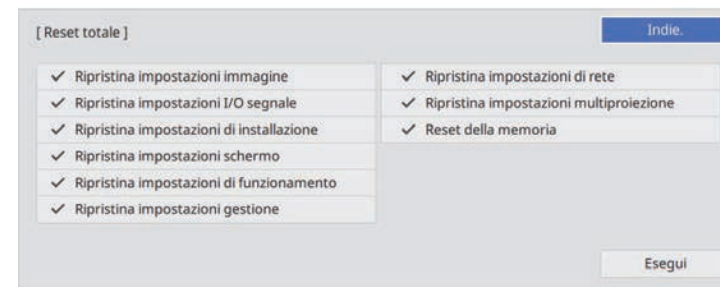 [ Reset totale ]
Indie.
✓ Ripristina impostazioni immagine
✓ Ripristina impostazioni I/O segnale
✓ Ripristina impostazioni di installazione
✓ Ripristina impostazioni schermo
✓ Ripristina impostazioni di funzionamento
✓ Ripristina impostazioni gestione
✓ Ripristina impostazioni di rete
✓ Ripristina impostazioni multiproiezione
✓ Reset della memoria
Esegui